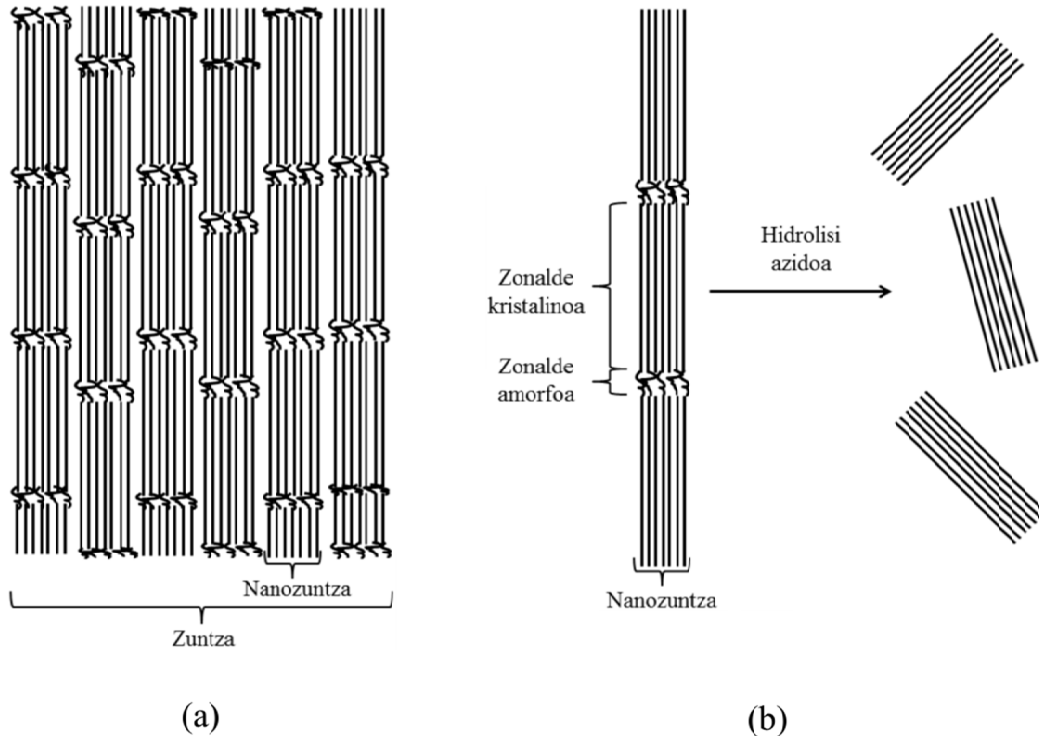 Nanozuntza
Zuntza
(a)
Zonalde
kristalinoa
Zonalde
amorfoa
Hidrolisi
azidoa
Nanozuntza
(b)